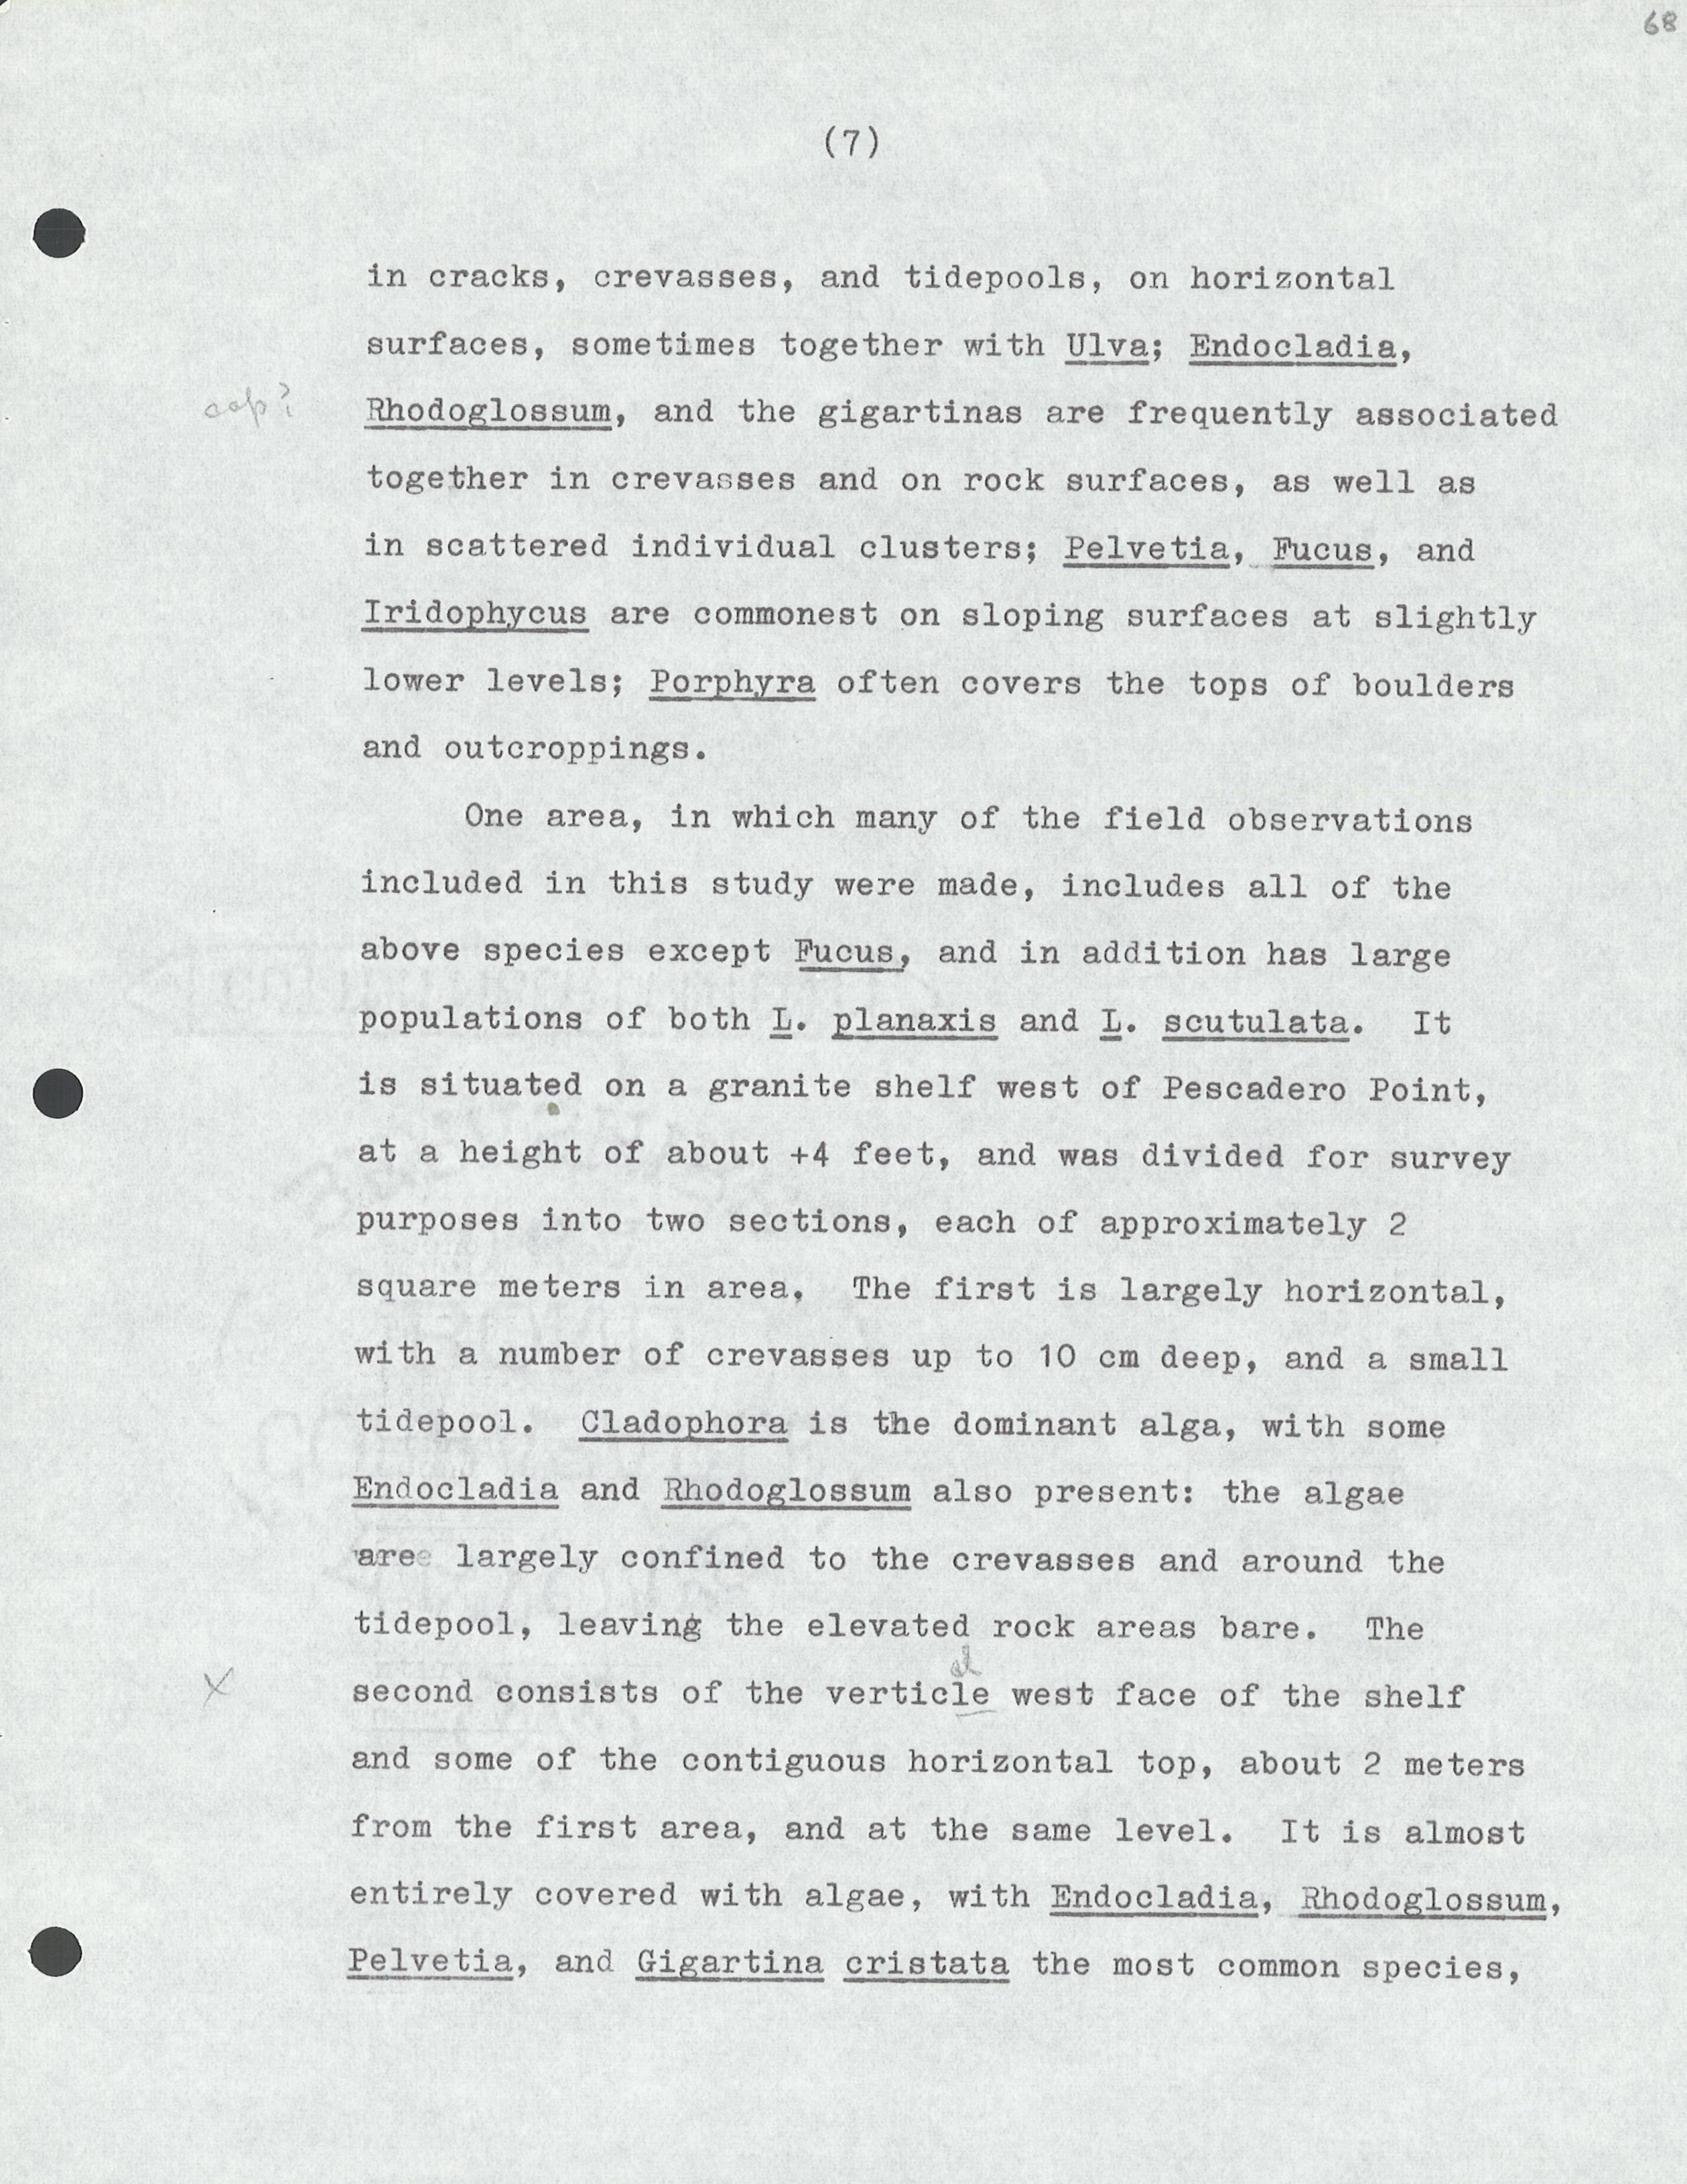 68
(7)
in cracks, crevasses, and tidepools, on horizontal
surfaces, sometimes together with Ulva; Endocladia,
cap?
Rhodoglossum, and the gigartinas are frequently associated
together in crevasses and on rock surfaces, as well as
in scattered individual clusters; Pelvetia, Fucus, and
Iridophycus are commonest on sloping surfaces at slightly
lower levels; Porphyra often covers the tops of boulders
and outcroppings.
One area, in which many of the field observations
included in this study were made, includes all of the
above species except Fucus, and in addition has large
populations of both L. planaxis and L. scutulata. It
is situated on a granite shelf west of Pescadero Point,
at a height of about +4 feet, and was divided for survey
purposes into two sections, each of approximately 2
square meters in area. The first is largely horizontal,
with a number of crevasses up to 10 cm deep, and a small
tidepool. Cladophora is the dominant alga, with some
Endocladia and Rhodoglossum also present: the algae
are largely confined to the crevasses and around the
tidepool, leaving the elevated rock areas bare. The
al
X
second consists of the verticle west face of the shelf
and some of the contiguous horizontal top, about 2 meters
from the first area, and at the same level. It is almost
entirely covered with algae, with Endocladia, Rhodoglossum,
Pelvetia, and Gigartina cristata the most common species,